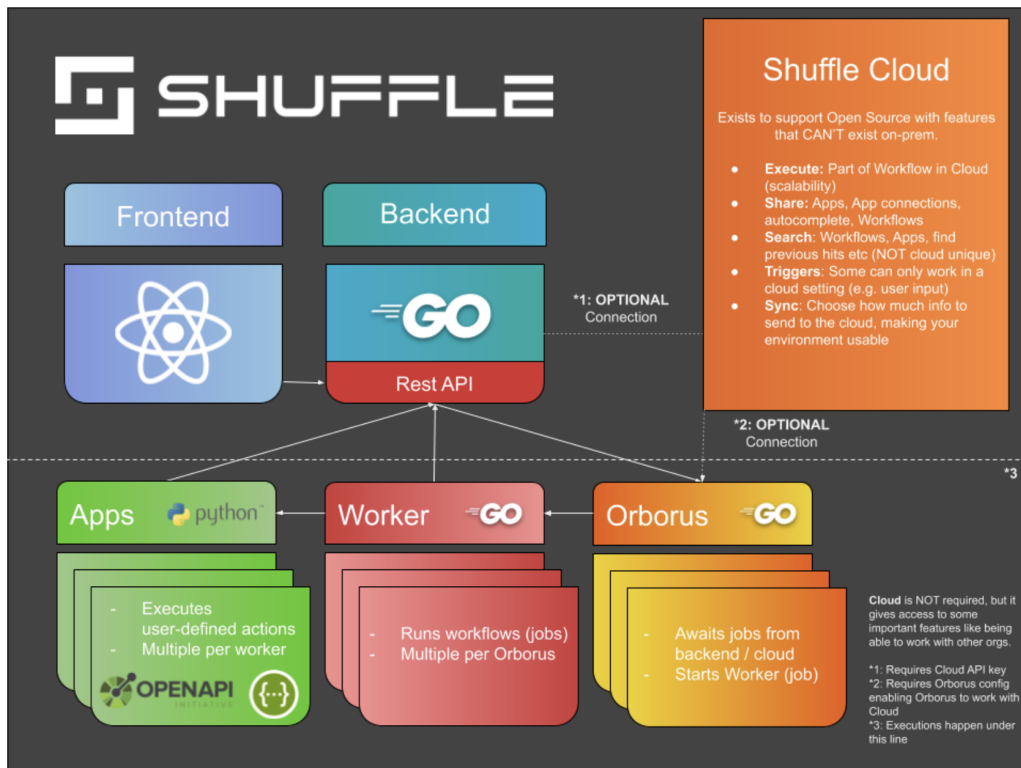 SHUFFLE
Shuffle Cloud
Exists to support Open Source with features
that CAN'T exist on-prem.
● Execute: Part of Workflow in Cloud
(scalability)
● Share: Apps, App connections,
autocomplete, Workflows
● Search: Workflows, Apps, find
previous hits etc (NOT cloud unique)
● Triggers: Some can only work in a
cloud setting (e.g. user input)
● Sync: Choose how much info to
send to the cloud, making your
environment usable
Frontend
Backend
GO
Rest API
*1: OPTIONAL
Connection
*2: OPTIONAL
Connection
*3
Apps
python™
Worker
GO
Orborus
GO
- Executes
user-defined actions
- Multiple per worker
OPENAPI
INITIATIVE
{...}
- Runs workflows (jobs)
- Multiple per Orborus
- Awaits jobs from
backend / cloud
- Starts Worker (job)
Cloud is NOT required, but it
gives access to some
important features like being
able to work with other orgs.
*1: Requires Cloud API key
*2: Requires Orborus config
enabling Orborus to work with
Cloud
*3: Executions happen under
this line